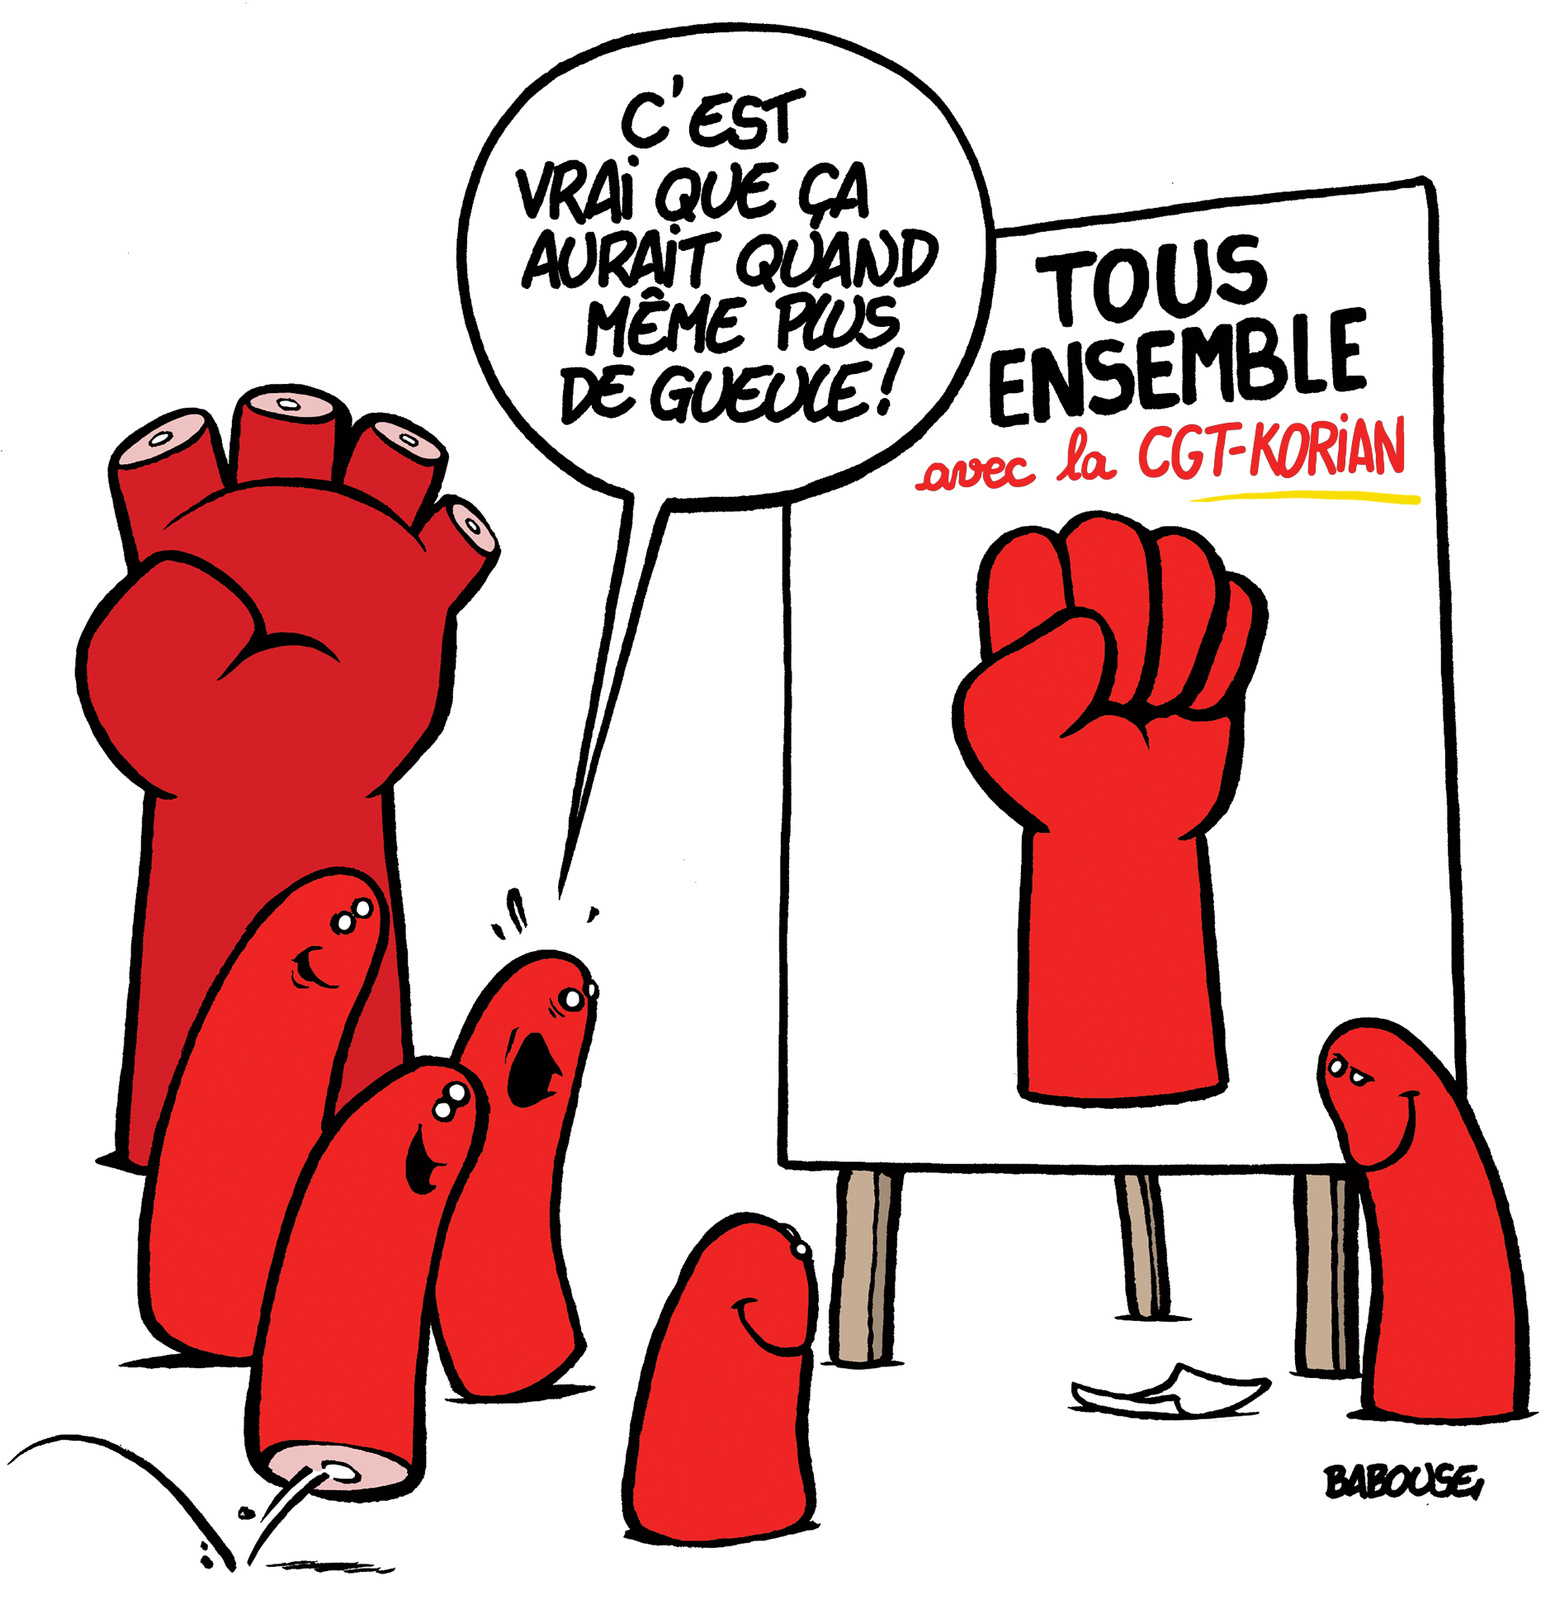 C'EST
VRAI QUE ÇA
AURAIT QUAND
MÊME PLUS
DE GUEULE!
TOUS
ENSEMBLE
avec la CGT-KORIAN
BABOUSE